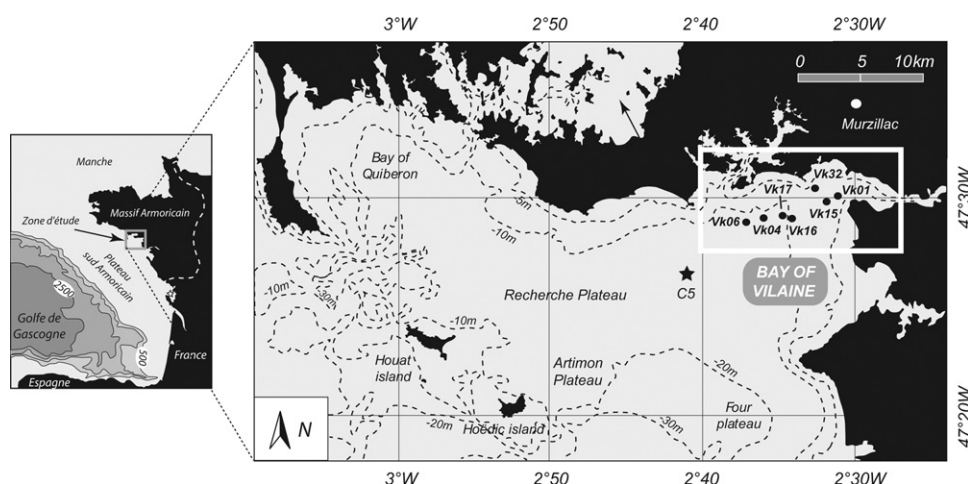 3°W
2°50
2°40
2°30W
0
5
10km
Murzillac
Manche
Massif Armoricain
Zone d'étude
Plateau
sud Armoricain
2500
Golfe de
Gascogne
500
France
Espagne
Bay of
Quiberon
-5m
-10m
Vk32
Vk17
Vk01
Vk15
Vk06
Vk04
Vk16
47°30W
BAY OF
VILAINE
C5
Recherche Plateau
-10m
-30m
-10m
Houat
island
Artimon
Plateau
-20m
Four
plateau
-20m
Hoëdic island
-30m
47°20W
N
3°W
2°50
2°40
2°30W